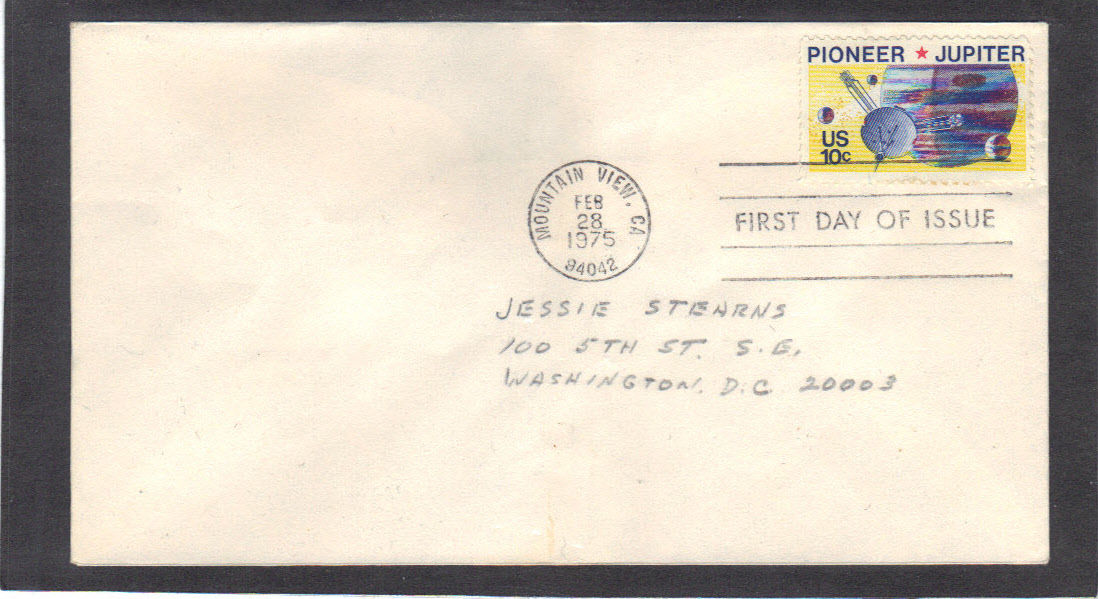 PIONEER ★ JUPITER
US
10c
MOUNTAIN VIEW, CA
FEB
28
1975
94042
FIRST DAY OF ISSUE
JESSIE STEARNS
100 5TH ST. S.E.
WASHINGTON, D.C. 20003